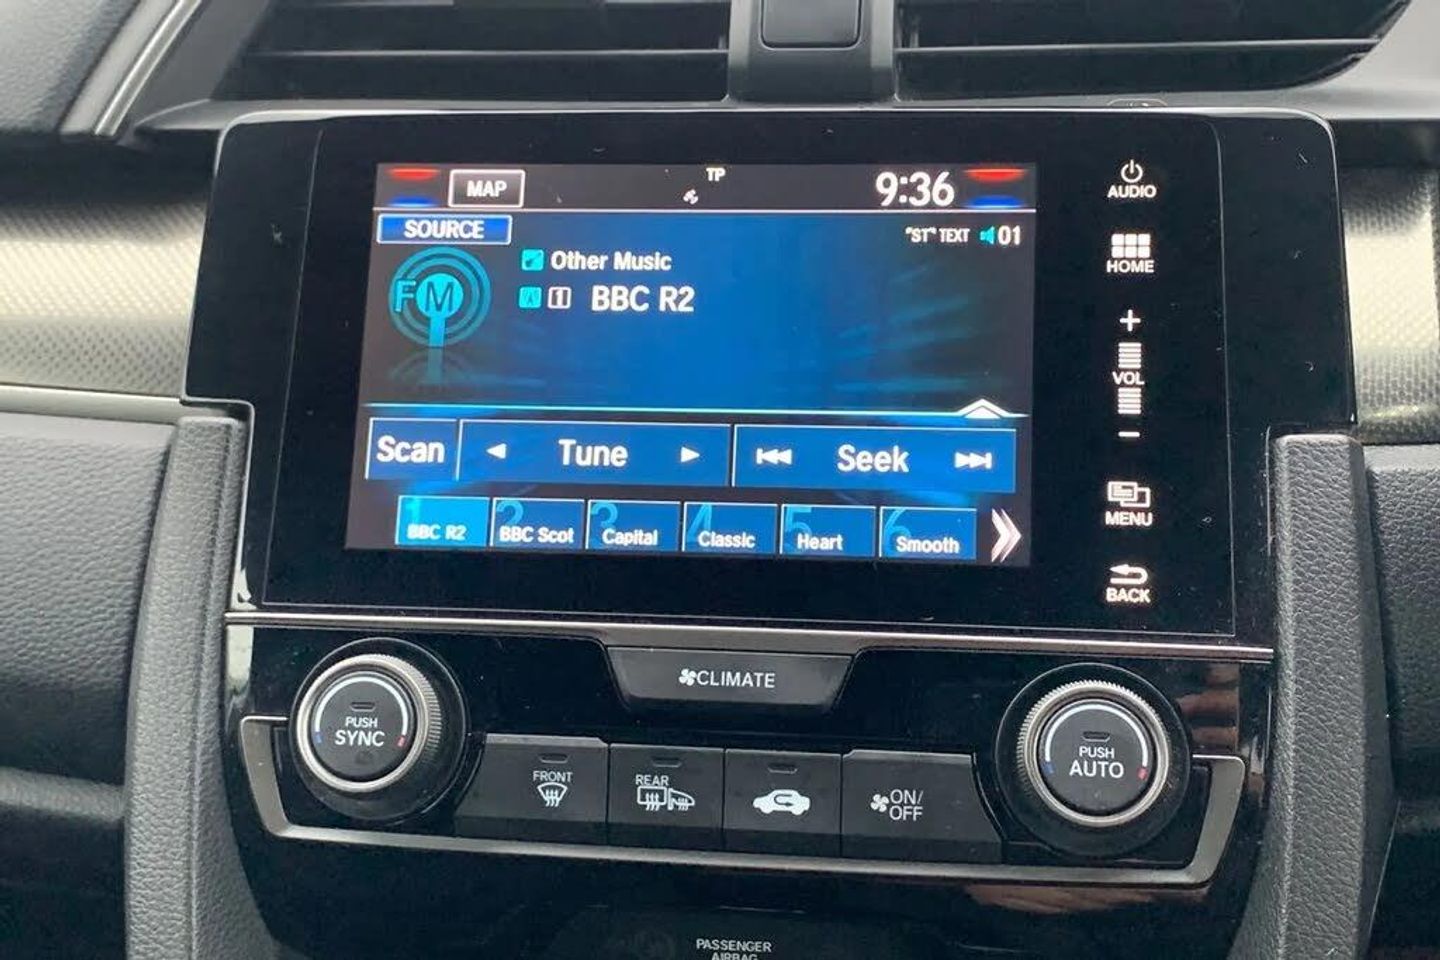 MAP
TP
9:36
AUDIO
SOURCE
"ST" TEXT 01
HOME
Other Music
FM
1 BBC R2
+
VOL
−
Scan Tune Seek
MENU
1 BBC R2
2 BBC Scot
3 Capital
4 Classic
5 Heart
6 Smooth
BACK
CLIMATE
PUSH
SYNC
PUSH
AUTO
FRONT
REAR
ON/
OFF
PASSENGER
AIRBAG